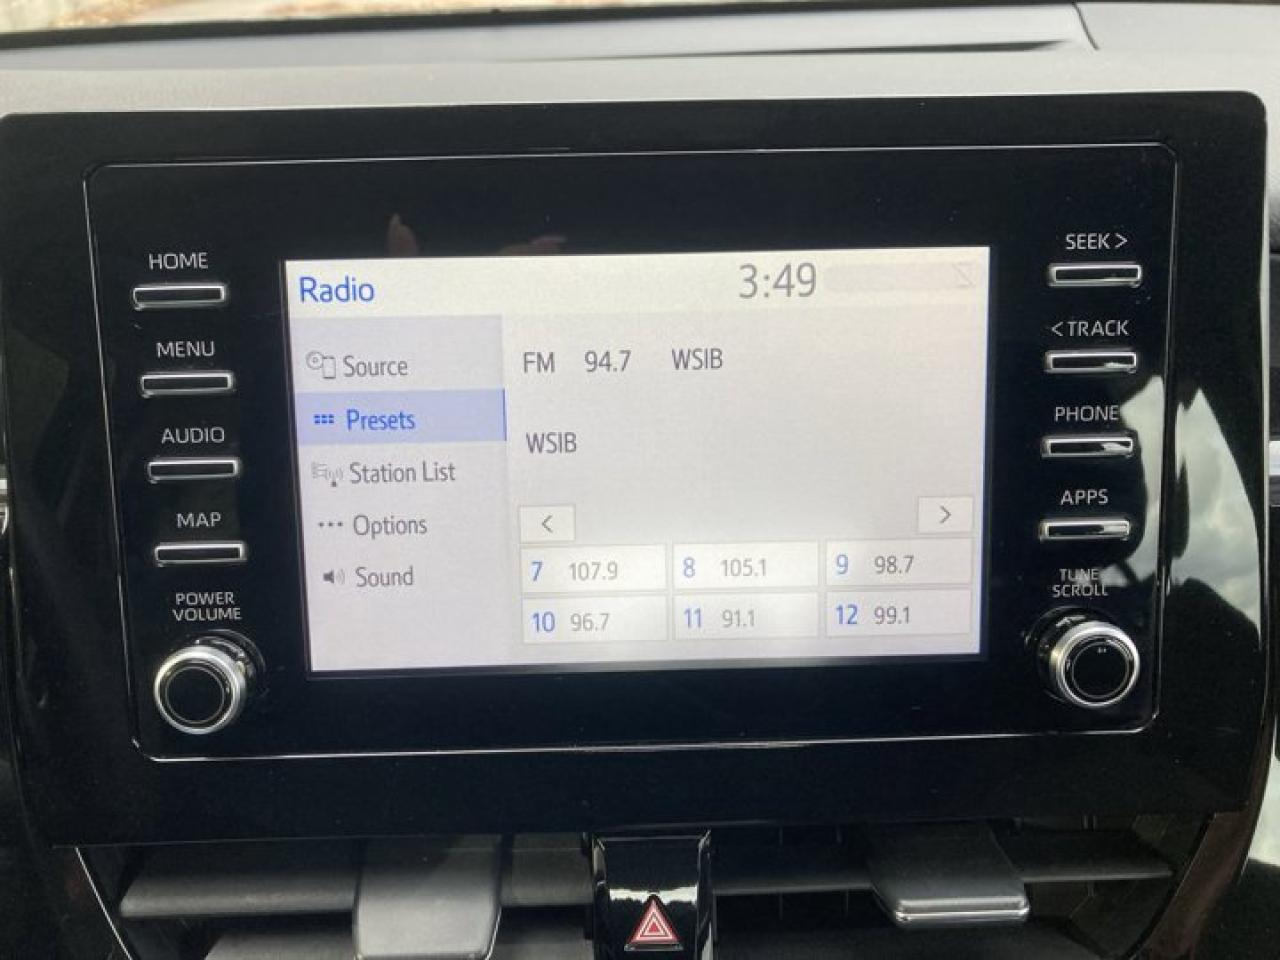 HOME
MENU
AUDIO
MAP
POWER
VOLUME
Radio
3:49
Source
Presets
Station List
Options
Sound
FM 94.7 WSIB
WSIB
< >
7 107.9 8 105.1 9 98.7
10 96.7 11 91.1 12 99.1
SEEK >
< TRACK
PHONE
APPS
TUNE
SCROLL